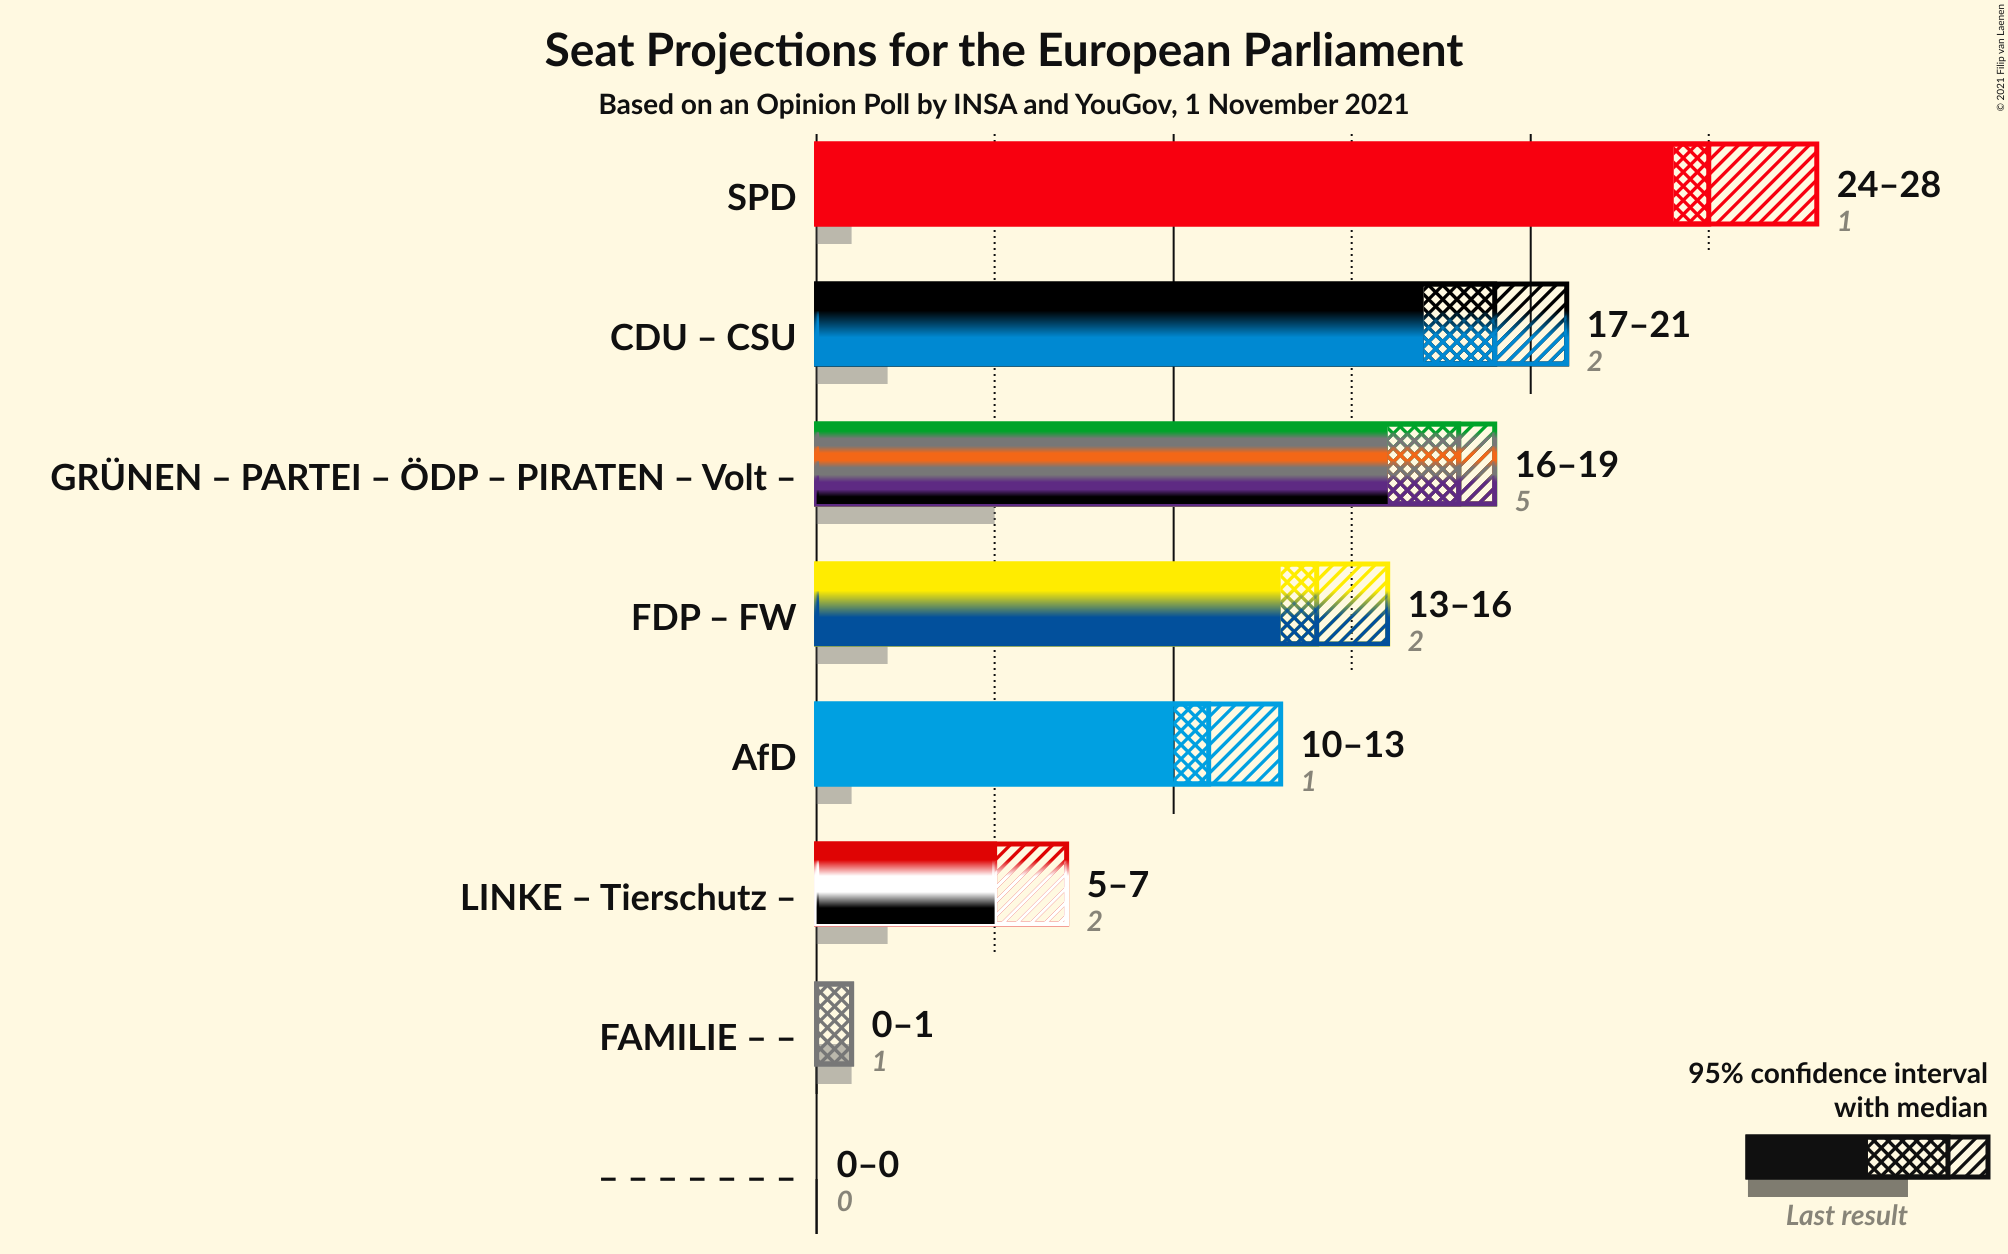 Seat Projections for the European Parliament
Based on an Opinion Poll by INSA and YouGov, 1 November 2021
© 2021 Filip van Laenen
SPD
24–28
1
CDU – CSU
17–21
2
GRÜNEN – PARTEI – ÖDP – PIRATEN – Volt –
16–19
5
FDP – FW
13–16
2
AfD
10–13
1
LINKE – Tierschutz –
5–7
2
FAMILIE – –
0–1
1
– – – – – – –
0–0
0
95% confidence interval
with median
Last result